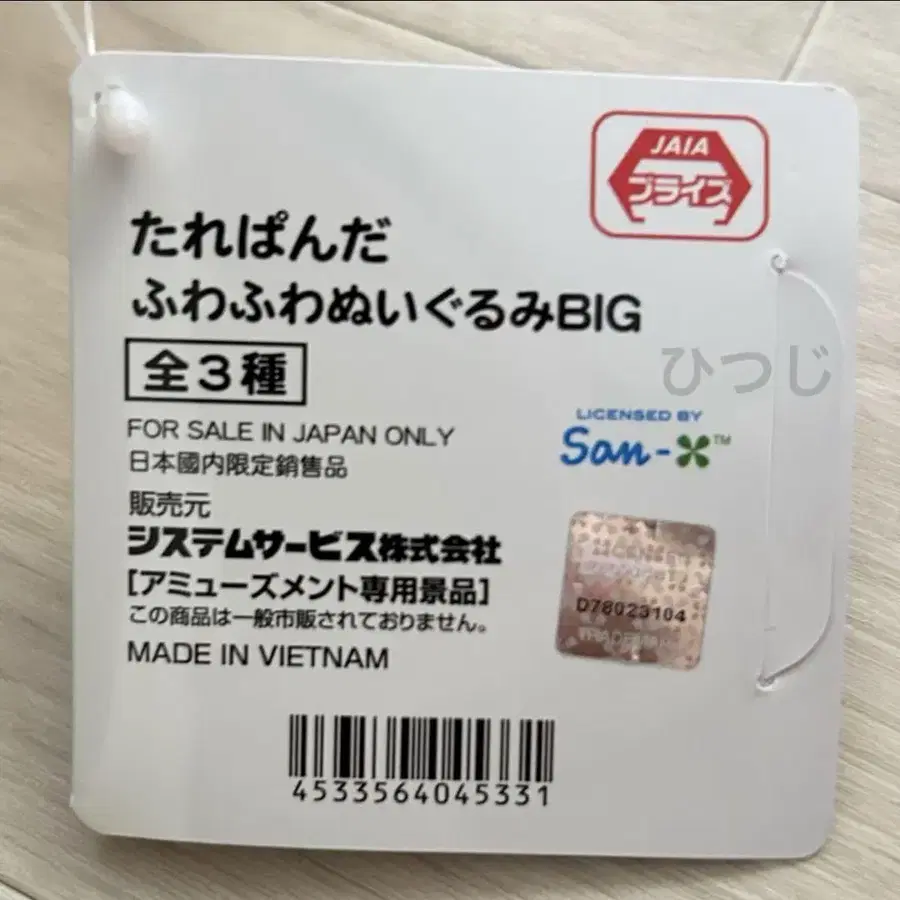 JAIA
プライズ
たれぱんだ
ふわふわぬいぐるみBIG
全3種
ひつじ
FOR SALE IN JAPAN ONLY
日本國内限定銷售品
LICENSED BY
San-X™
販売元
システムサービス株式会社
[アミューズメント専用景品]
この商品は一般市販されておりません。
MADE IN VIETNAM
D78023104
4533564045331